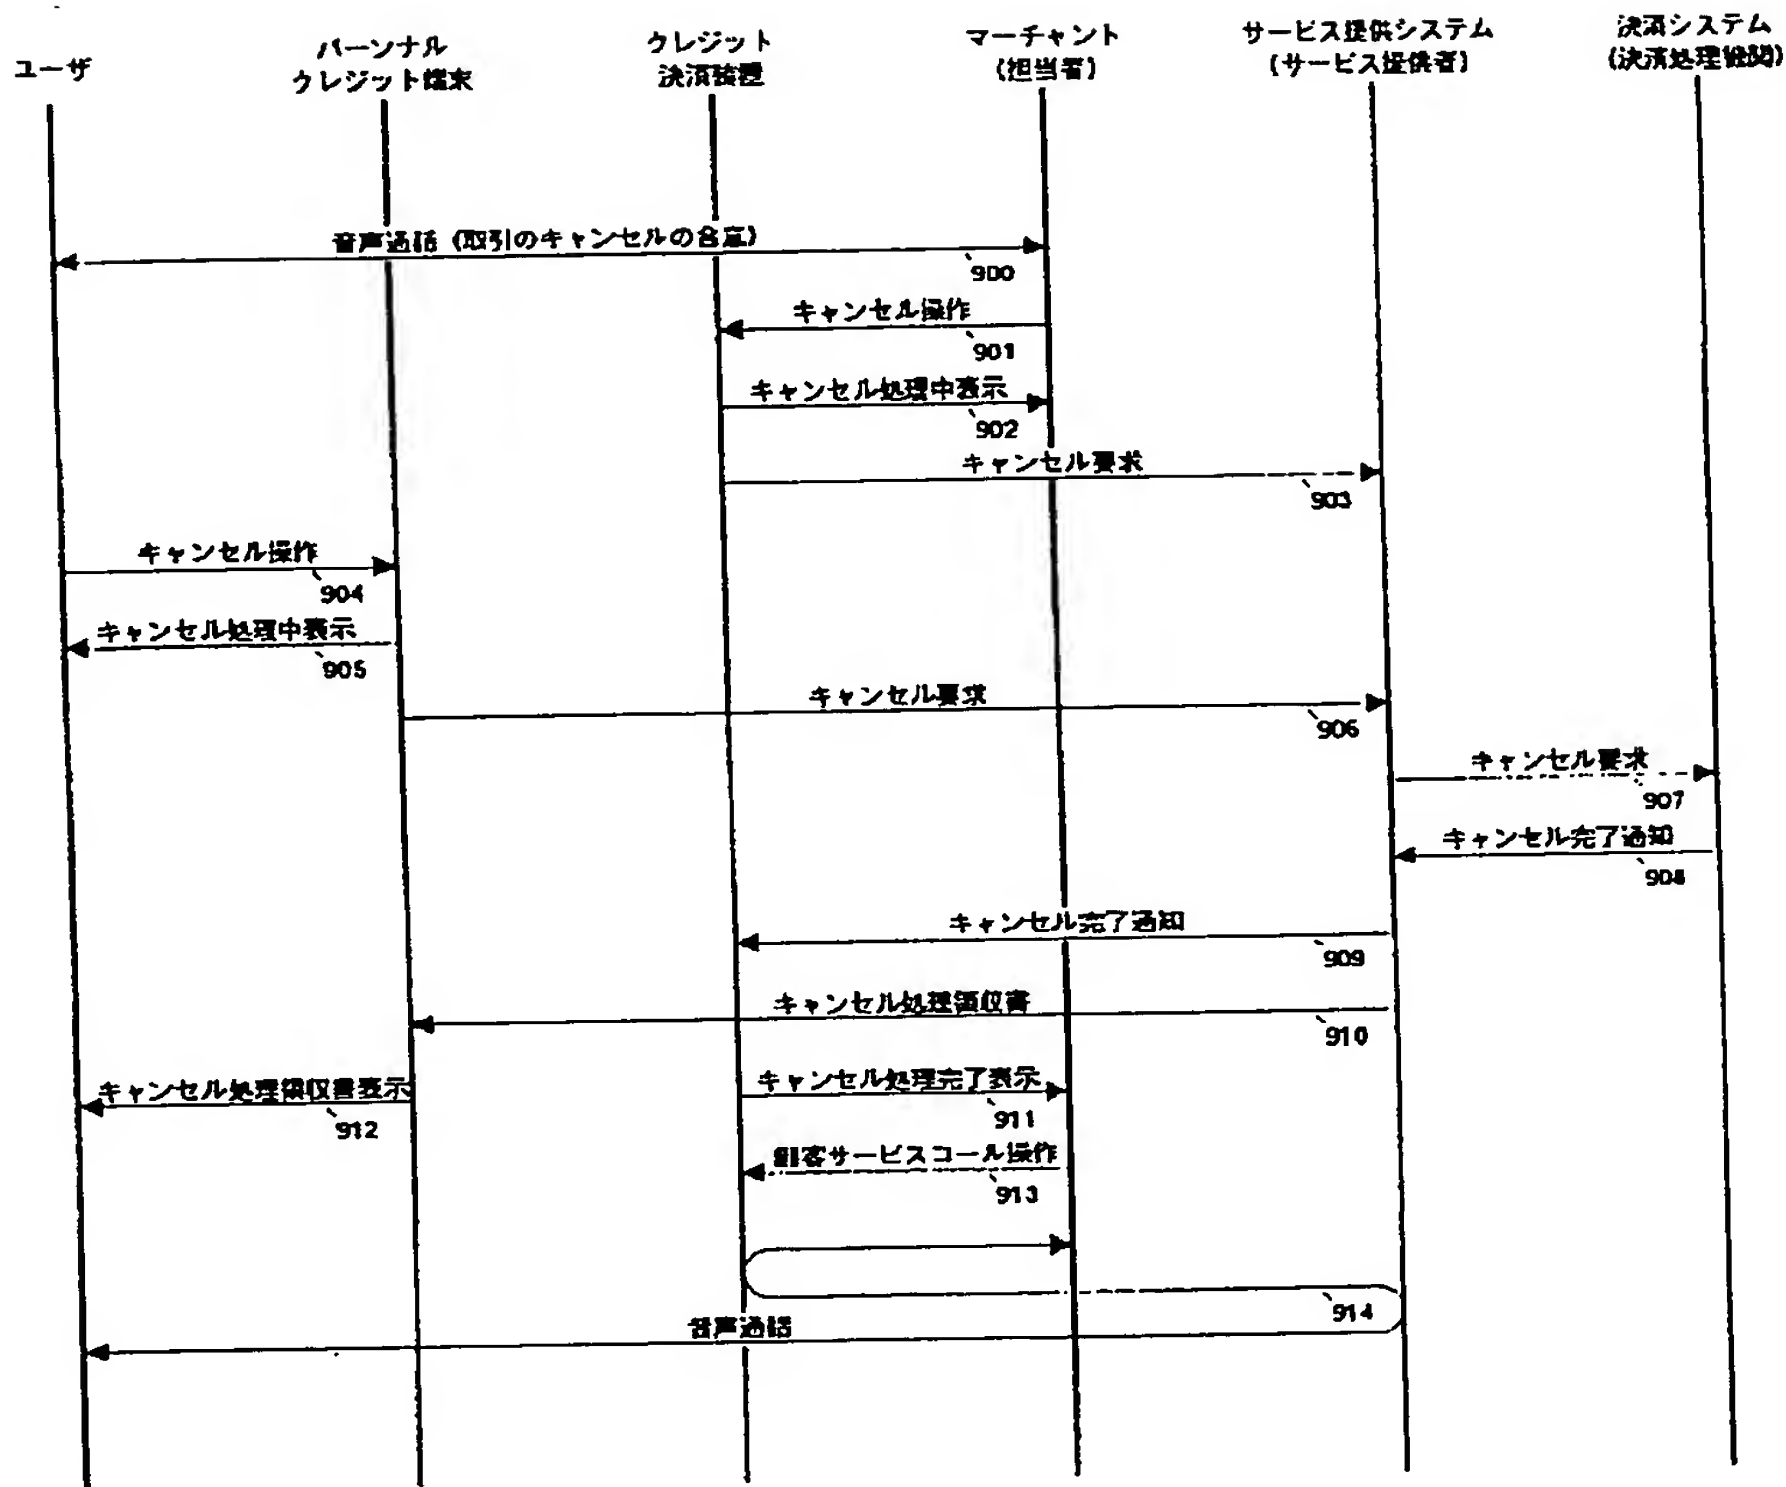 ユーザ
パーソナル
クレジット端末
クレジット
決済装置
マーチャント
(担当者)
サービス提供システム
(サービス提供者)
決済システム
(決済処理機関)
音声通話 (取引のキャンセルの合意)
900
キャンセル操作
901
キャンセル処理中表示
902
キャンセル要求
903
キャンセル操作
904
キャンセル処理中表示
905
キャンセル要求
906
キャンセル要求
907
キャンセル完了通知
908
キャンセル完了通知
909
キャンセル処理領収書
910
キャンセル処理完了表示
911
キャンセル処理領収書表示
912
顧客サービスコール操作
913
914
音声通話